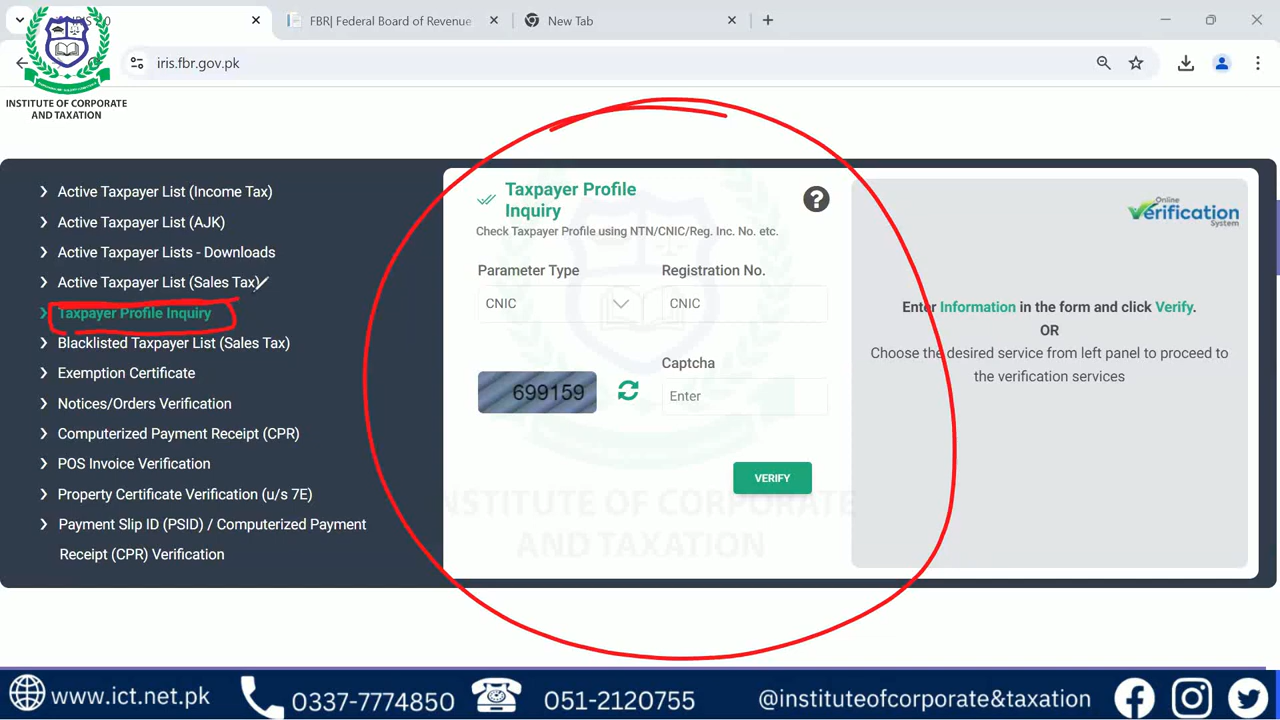 FBR| Federal Board of Revenue
New Tab
iris.fbr.gov.pk
INSTITUTE OF CORPORATE
AND TAXATION
Active Taxpayer List (Income Tax)
Active Taxpayer List (AJK)
Active Taxpayer Lists - Downloads
Active Taxpayer List (Sales Tax)
Taxpayer Profile Inquiry
Blacklisted Taxpayer List (Sales Tax)
Exemption Certificate
Notices/Orders Verification
Computerized Payment Receipt (CPR)
POS Invoice Verification
Property Certificate Verification (u/s 7E)
Payment Slip ID (PSID) / Computerized Payment
Receipt (CPR) Verification
Taxpayer Profile
Inquiry
?
Check Taxpayer Profile using NTN/CNIC/Reg. Inc. No. etc.
Parameter Type
Registration No.
CNIC
CNIC
Captcha
699159
Enter
VERIFY
INSTITUTE OF CORPORATE
AND TAXATION
Online
Verification
System
Enter Information in the form and click Verify.
OR
Choose the desired service from left panel to proceed to
the verification services
www.ict.net.pk
0337-7774850
051-2120755
@instituteofcorporate&taxation